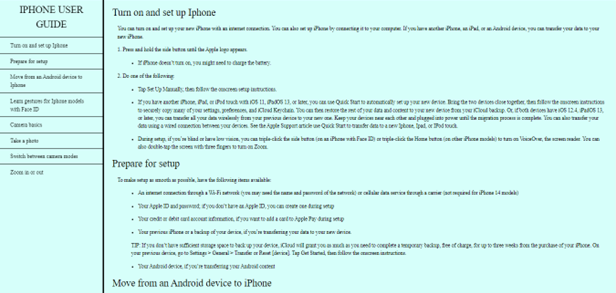 IPHONE USER
GUIDE
Turn on and set up Iphone
Prepare for setup
Move from an Android device to
Iphone
Learn gestures for Iphone models
with Face ID
Camera basics
Take a photo
Switch between camera modes
Zoom in or out
Turn on and set up Iphone
You can turn on and set up your new iPhone with an internet connection. You can also set up iPhone by connecting it to your computer. If you have another iPhone, an iPad, or an Android device, you can transfer your data to your
new iPhone.
1. Press and hold the side button until the Apple logo appears.
• If iPhone doesn't turn on, you might need to charge the battery.
2. Do one of the following:
• Tap Set Up Manually, then follow the onscreen setup instructions.
• If you have another iPhone, iPad, or iPod touch with iOS 11, iPadOS 13, or later, you can use Quick Start to automatically set up your new device. Bring the two devices close together, then follow the onscreen instructions
to securely copy many of your settings, preferences, and iCloud Keychain. You can then restore the rest of your data and content to your new device from your iCloud backup. Or, if both devices have iOS 12.4, iPadOS 13,
or later, you can transfer all your data wirelessly from your previous device to your new one. Keep your devices near each other and plugged into power until the migration process is complete. You can also transfer your
data using a wired connection between your devices. See the Apple Support article use Quick Start to transfer data to a new Iphone, Ipad, or IPod touch.
• During setup, if you're blind or have low vision, you can triple-click the side button (on an iPhone with Face ID) or triple-click the Home button (on other iPhone models) to turn on VoiceOver, the screen reader. You can
also double-tap the screen with three fingers to turn on Zoom.
Prepare for setup
To make setup as smooth as possible, have the following items available:
• An internet connection through a Wi-Fi network (you may need the name and password of the network) or cellular data service through a carrier (not required for iPhone 14 models)
• Your Apple ID and password; if you don't have an Apple ID, you can create one during setup
• Your credit or debit card account information, if you want to add a card to Apple Pay during setup
• Your previous iPhone or a backup of your device, if you're transferring your data to your new device.
TIP: If you don't have sufficient storage space to back up your device, iCloud will grant you as much as you need to complete a temporary backup, free of charge, for up to three weeks from the purchase of your iPhone. On
your previous device, go to Settings > General > Transfer or Reset [device]. Tap Get Started, then follow the onscreen instructions.
• Your Android device, if you're transferring your Android content
Move from an Android device to iPhone